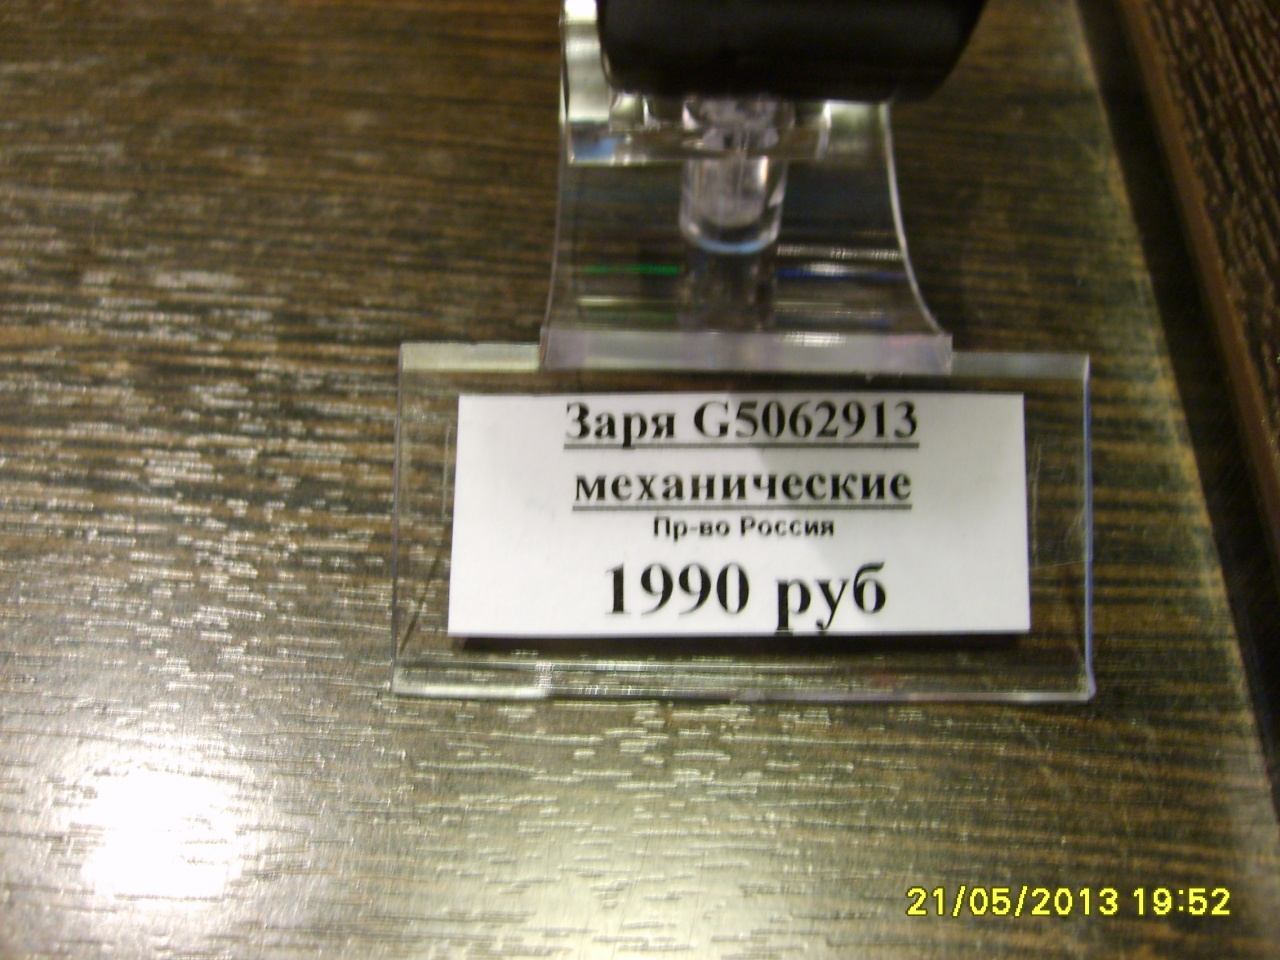 Заря G5062913
механические
Пр-во Россия
1990 руб
21/05/2013 19:52